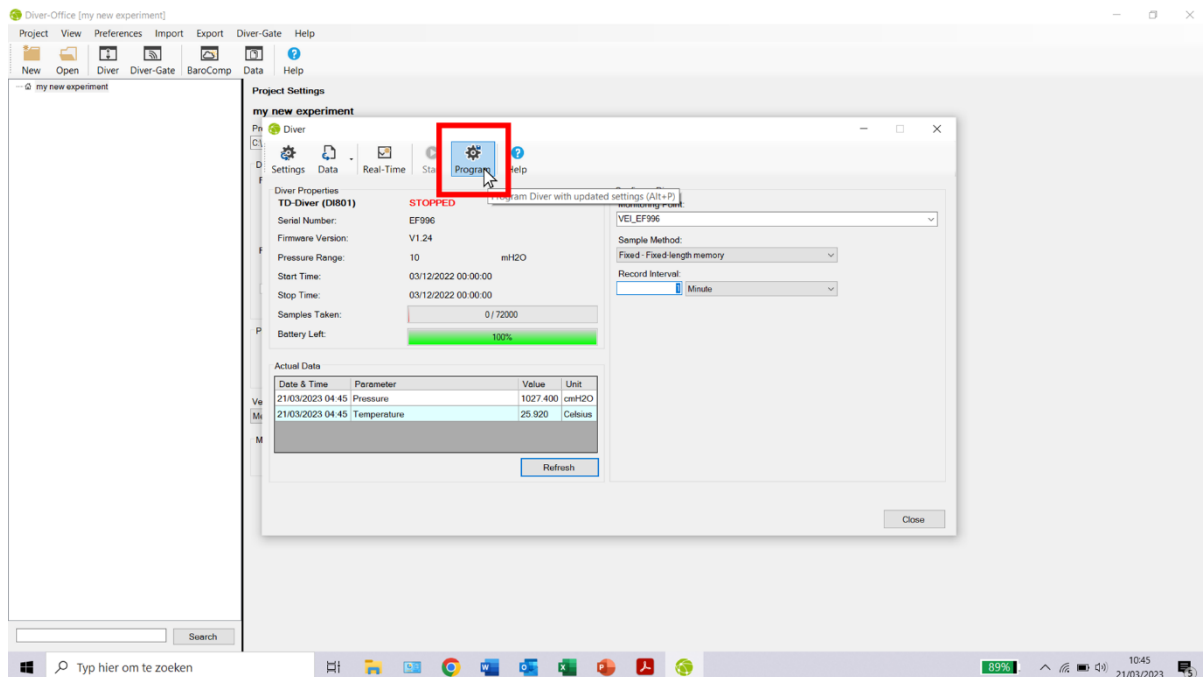 Diver-Office [my new experiment]
Project View Preferences Import Export Diver-Gate Help
New Open Diver Diver-Gate BaroComp Data Help
my new experiment
Project Settings
my new experiment
Diver
Settings Data Real-Time Program Help
Program Diver with updated settings (Alt+P)
Diver Properties
TD-Diver (DI801) STOPPED
Monitoring Point:
Serial Number: EF996
VEI_EF996
Firmware Version: V1.24
Sample Method:
Pressure Range: 10 mH2O
Fixed - Fixed-length memory
Start Time: 03/12/2022 00:00:00
Record Interval:
1 Minute
Stop Time: 03/12/2022 00:00:00
Samples Taken: 0 / 72000
Battery Left: 100%
Actual Data
Date & Time Parameter Value Unit
21/03/2023 04:45 Pressure 1027.400 cmH2O
21/03/2023 04:45 Temperature 25.920 Celsius
Refresh
Close
Search
Typ hier om te zoeken
89%
10:45
21/03/2023
5